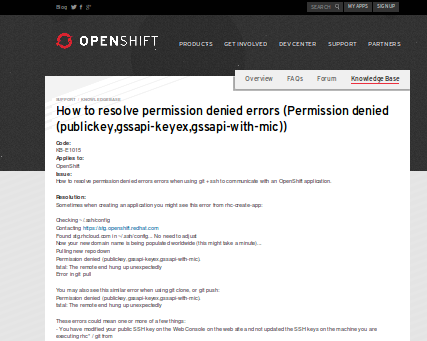 Blog
SEARCH
MY APPS
SIGN UP
OPENSHIFT
PRODUCTS GET INVOLVED DEV CENTER SUPPORT PARTNERS
Overview FAQs Forum Knowledge Base
SUPPORT / KNOWLEDGEBASE
How to resolve permission denied errors (Permission denied
(publickey,gssapi-keyex,gssapi-with-mic))
Code:
KB-E1015
Applies to:
OpenShift
Issue:
How to resolve permission denied errors errors when using git + ssh to communicate with an OpenShift application.
Resolution:
Sometimes when creating an application you might see this error from rhc-create-app:
Checking ~/.ssh/config
Contacting https://stg.openshift.redhat.com
Found stg.rhcloud.com in ~/.ssh/config... No need to adjust
Now your new domain name is being populated worldwide (this might take a minute)...
Pulling new repo down
Permission denied (publickey,gssapi-keyex,gssapi-with-mic).
fatal: The remote end hung up unexpectedly
Error in git pull
You may also see this similar error when using git clone, or git push:
Permission denied (publickey,gssapi-keyex,gssapi-with-mic).
fatal: The remote end hung up unexpectedly
These errors could mean one or more of a few things:
- You have modified your public SSH key on the Web Console on the web site and not updated the SSH keys on the machine you are
executing rhc* / git from